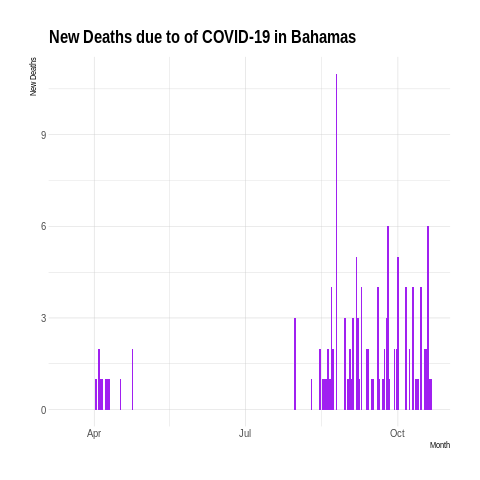 New Deaths due to of COVID-19 in Bahamas
New Deaths
9
6
3
0
Apr
Jul
Oct
Month